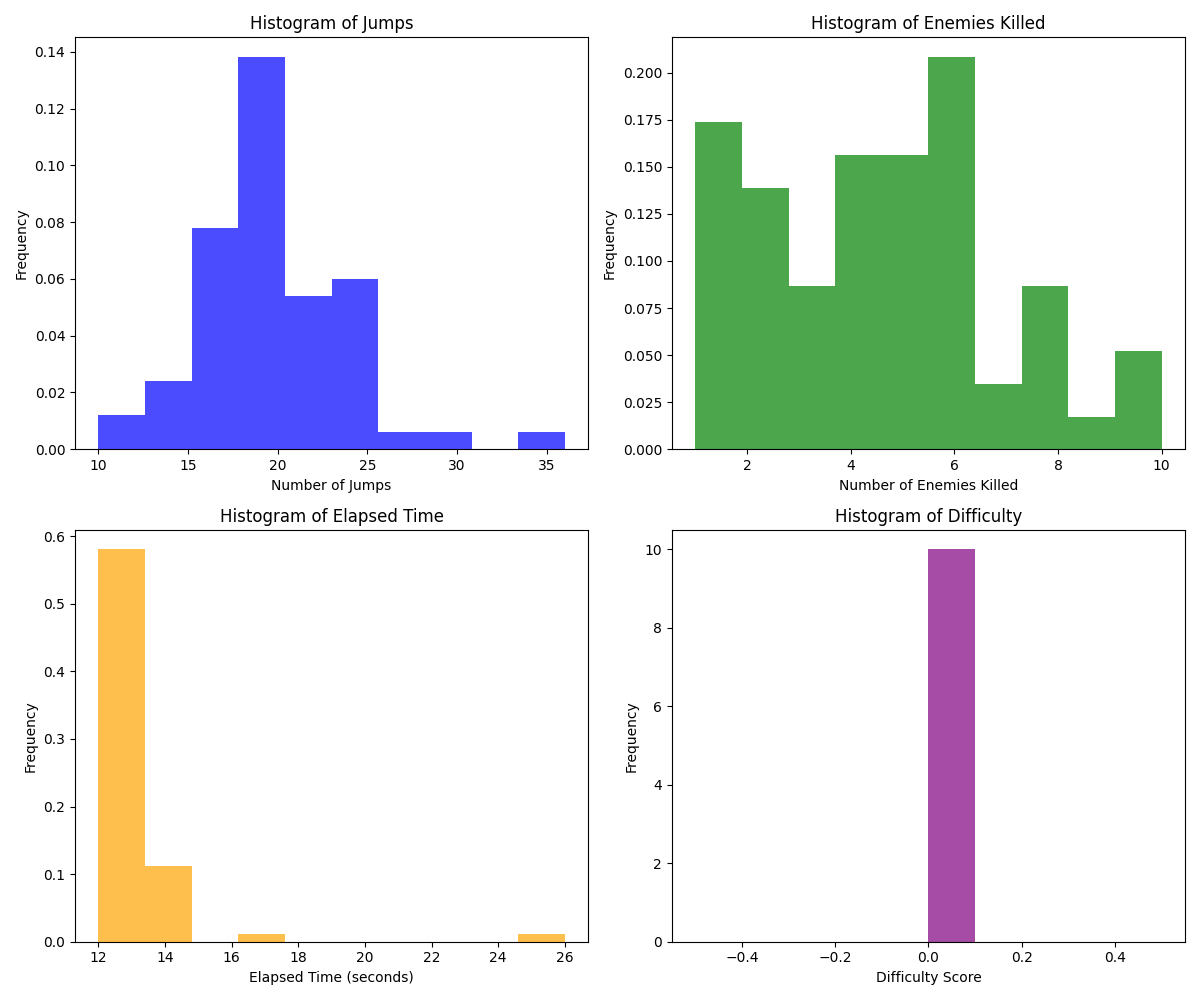 Histogram of Jumps
Frequency
0.14
0.12
0.10
0.08
0.06
0.04
0.02
0.00
10 15 20 25 30 35
Number of Jumps
Histogram of Enemies Killed
Frequency
0.200
0.175
0.150
0.125
0.100
0.075
0.050
0.025
0.000
2 4 6 8 10
Number of Enemies Killed
Histogram of Elapsed Time
Frequency
0.6
0.5
0.4
0.3
0.2
0.1
0.0
12 14 16 18 20 22 24 26
Elapsed Time (seconds)
Histogram of Difficulty
Frequency
10
8
6
4
2
0
−0.4 −0.2 0.0 0.2 0.4
Difficulty Score